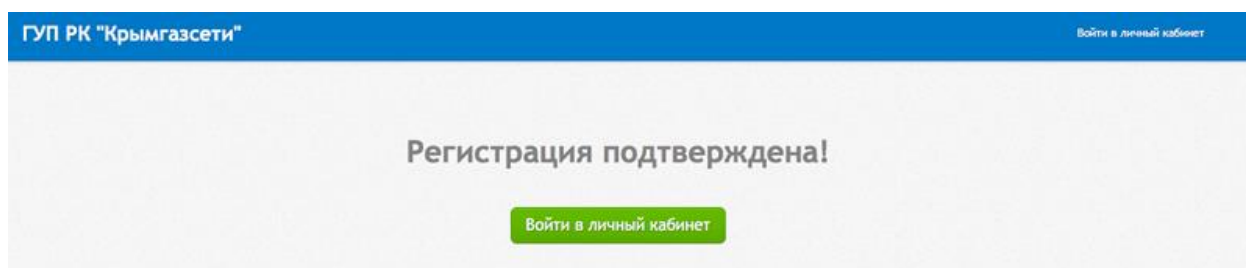 ГУП РК "Крымгазсети"
Войти в личный кабинет
Регистрация подтверждена!
Войти в личный кабинет